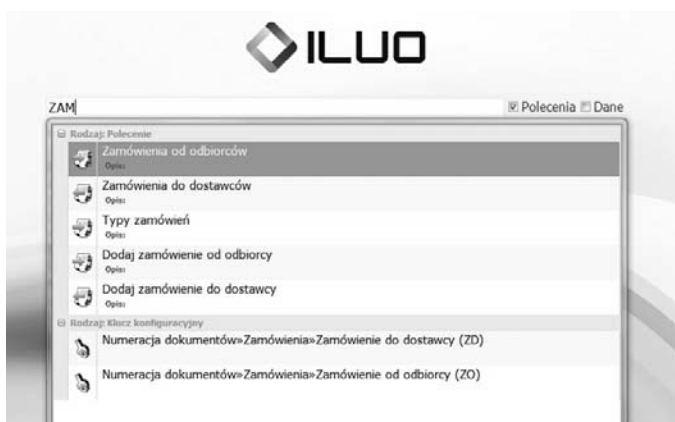 ILUO
ZAM
Polecenia Dane
Rodzaj: Polecenie
Zamówienia od odbiorców
Opis:
Zamówienia do dostawców
Opis:
Typy zamówień
Opis:
Dodaj zamówienie od odbiorcy
Opis:
Dodaj zamówienie do dostawcy
Opis:
Rodzaj: Klucz konfiguracyjny
Numeracja dokumentów»Zamówienia»Zamówienie do dostawcy (ZD)
Numeracja dokumentów»Zamówienia»Zamówienie od odbiorcy (ZO)